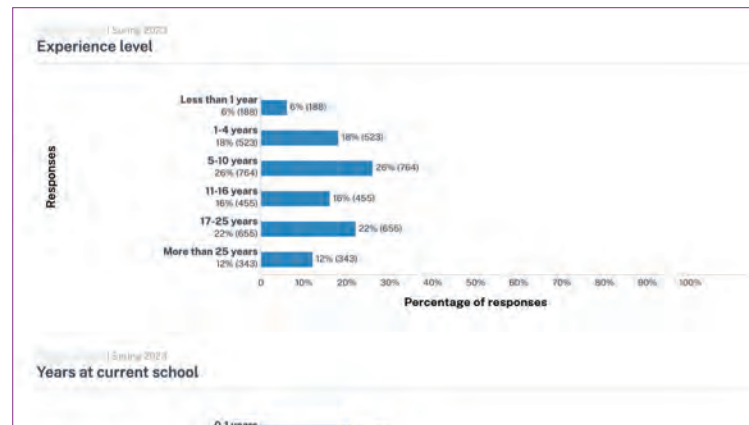 | Spring 2023
Experience level
Responses
Less than 1 year
6% (188)
6% (188)
1-4 years
18% (523)
18% (523)
5-10 years
26% (764)
26% (764)
11-16 years
16% (455)
16% (455)
17-25 years
22% (655)
22% (655)
More than 25 years
12% (343)
12% (343)
0 10% 20% 30% 40% 50% 60% 70% 80% 90% 100%
Percentage of responses
| Spring 2023
Years at current school
0-1 years